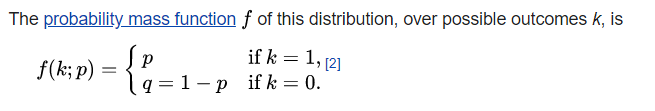 The probability mass function f of this distribution, over possible outcomes k, is
f(k; p) = { p if k = 1, [2]
q = 1 − p if k = 0.